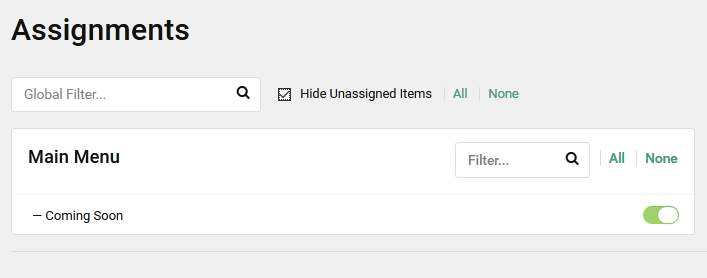 Assignments
Global Filter... Hide Unassigned Items All None
Main Menu Filter... All None
— Coming Soon